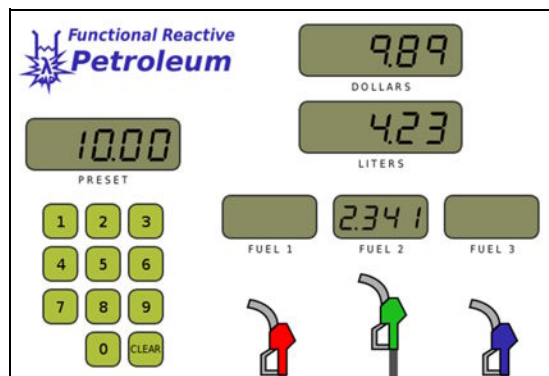 Functional Reactive
Petroleum
9.89
DOLLARS
4.23
LITERS
10.00
PRESET
1 2 3
4 5 6
7 8 9
0 CLEAR
2.341
FUEL 1 FUEL 2 FUEL 3